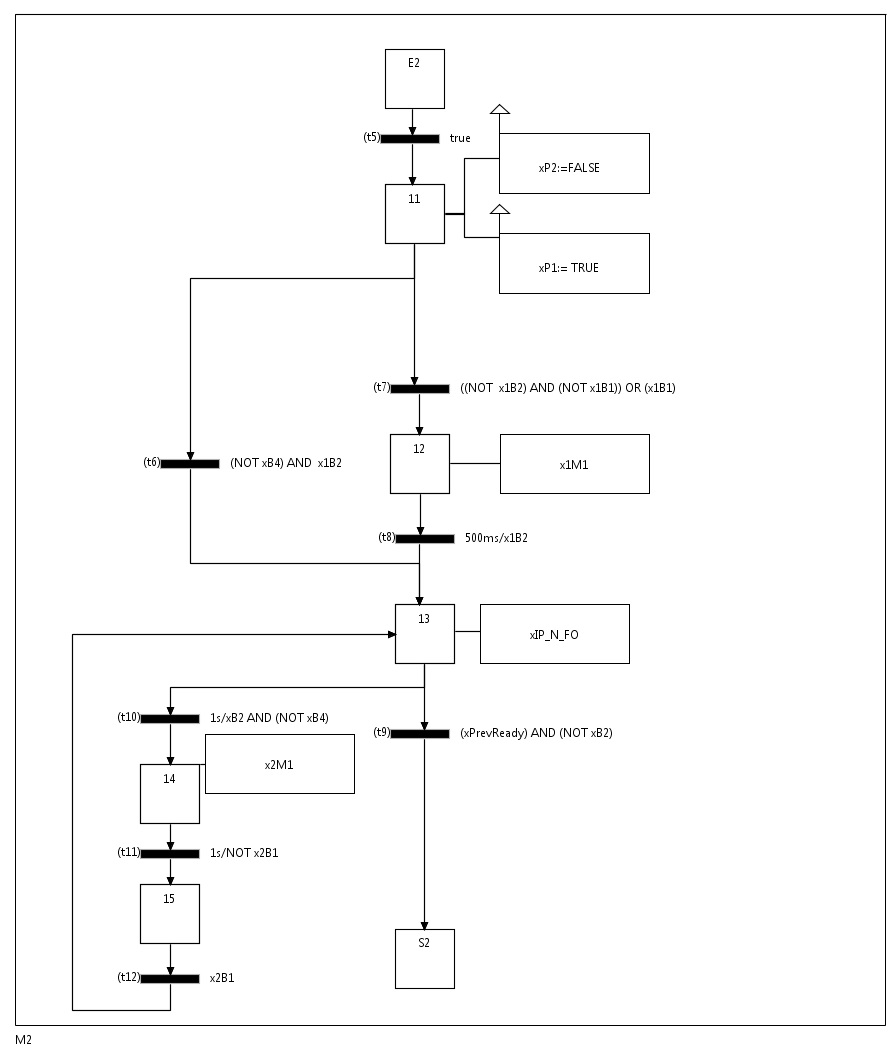 E2
(t5) true
xP2:=FALSE
11
xP1:= TRUE
(t7) ((NOT  x1B2) AND (NOT x1B1)) OR (x1B1)
12
(t6) (NOT xB4) AND  x1B2
x1M1
(t8) 500ms/x1B2
13
xIP_N_FO
(t10) 1s/xB2 AND (NOT xB4)
(t9) (xPrevReady) AND (NOT xB2)
x2M1
14
(t11) 1s/NOT x2B1
15
S2
(t12) x2B1
M2